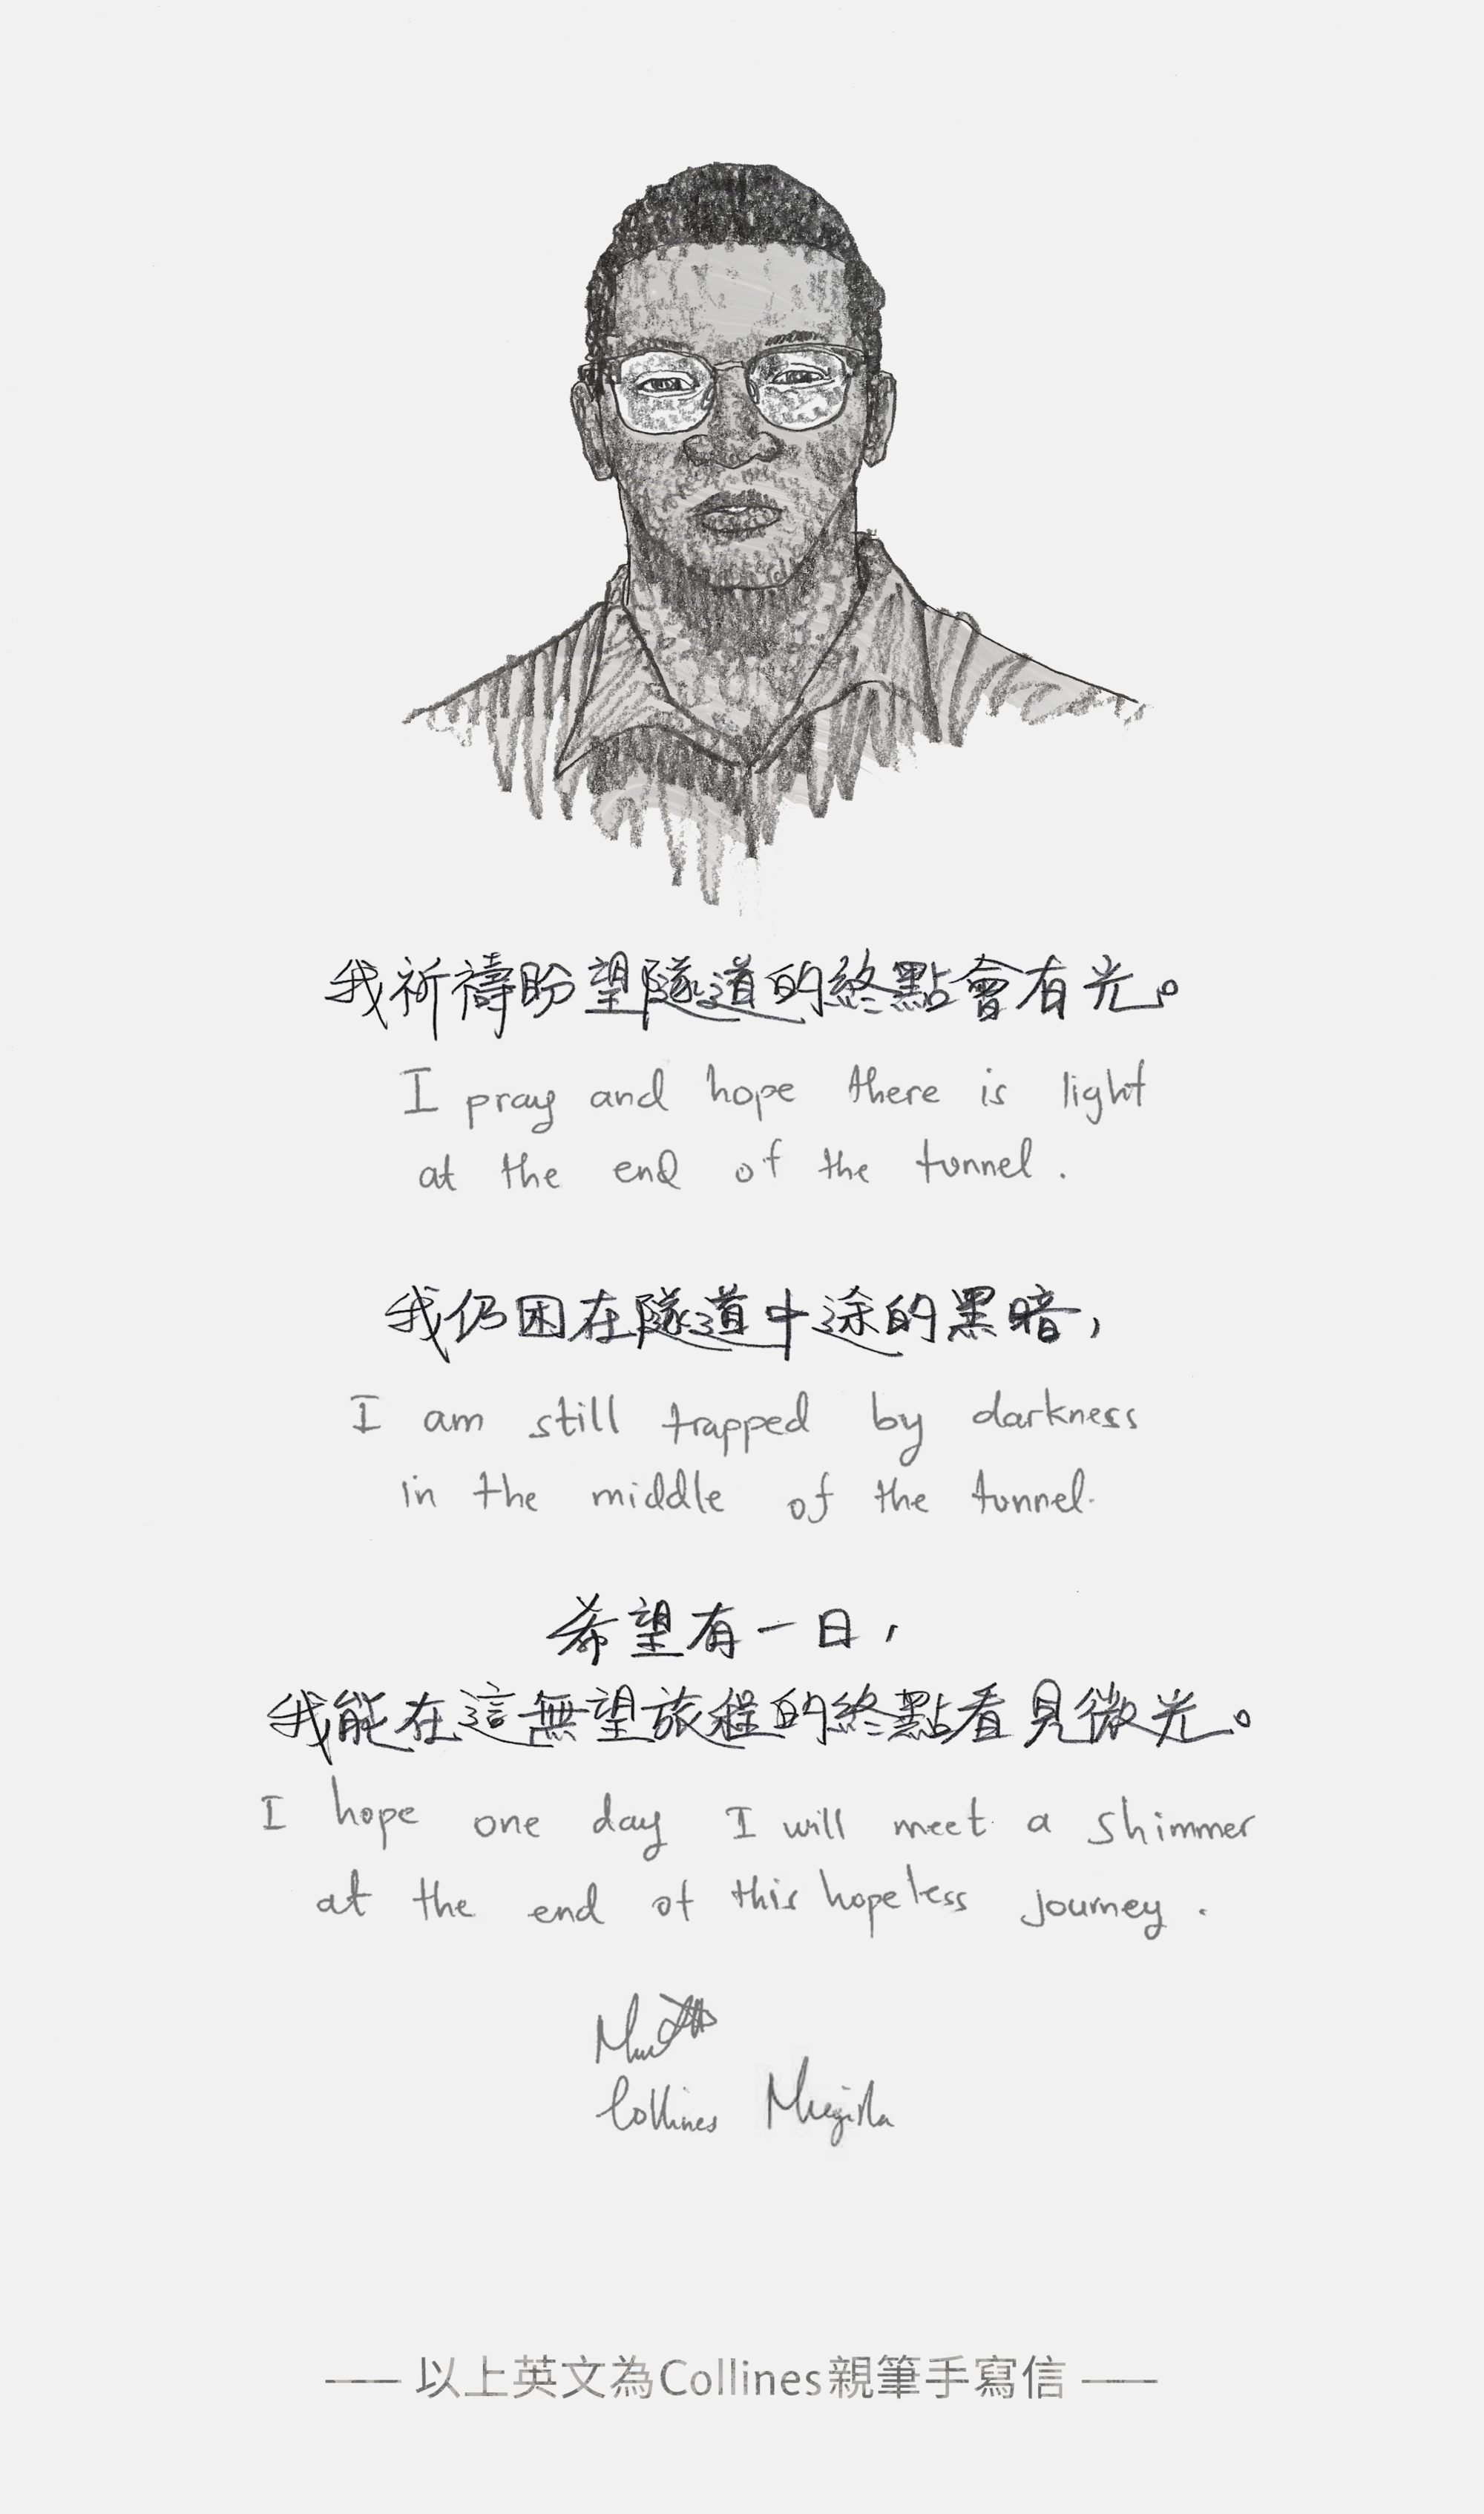 我祈禱盼望隧道的終點會有光。
I pray and hope there is light
at the end of the tunnel.
我仍困在隧道中途的黑暗，
I am still trapped by darkness
in the middle of the tunnel.
希望有一日，
我能在這無望旅程的終點看見微光。
I hope one day I will meet a shimmer
at the end of this hopeless journey.
Collines
—— 以上英文為Collines親筆手寫信 ——